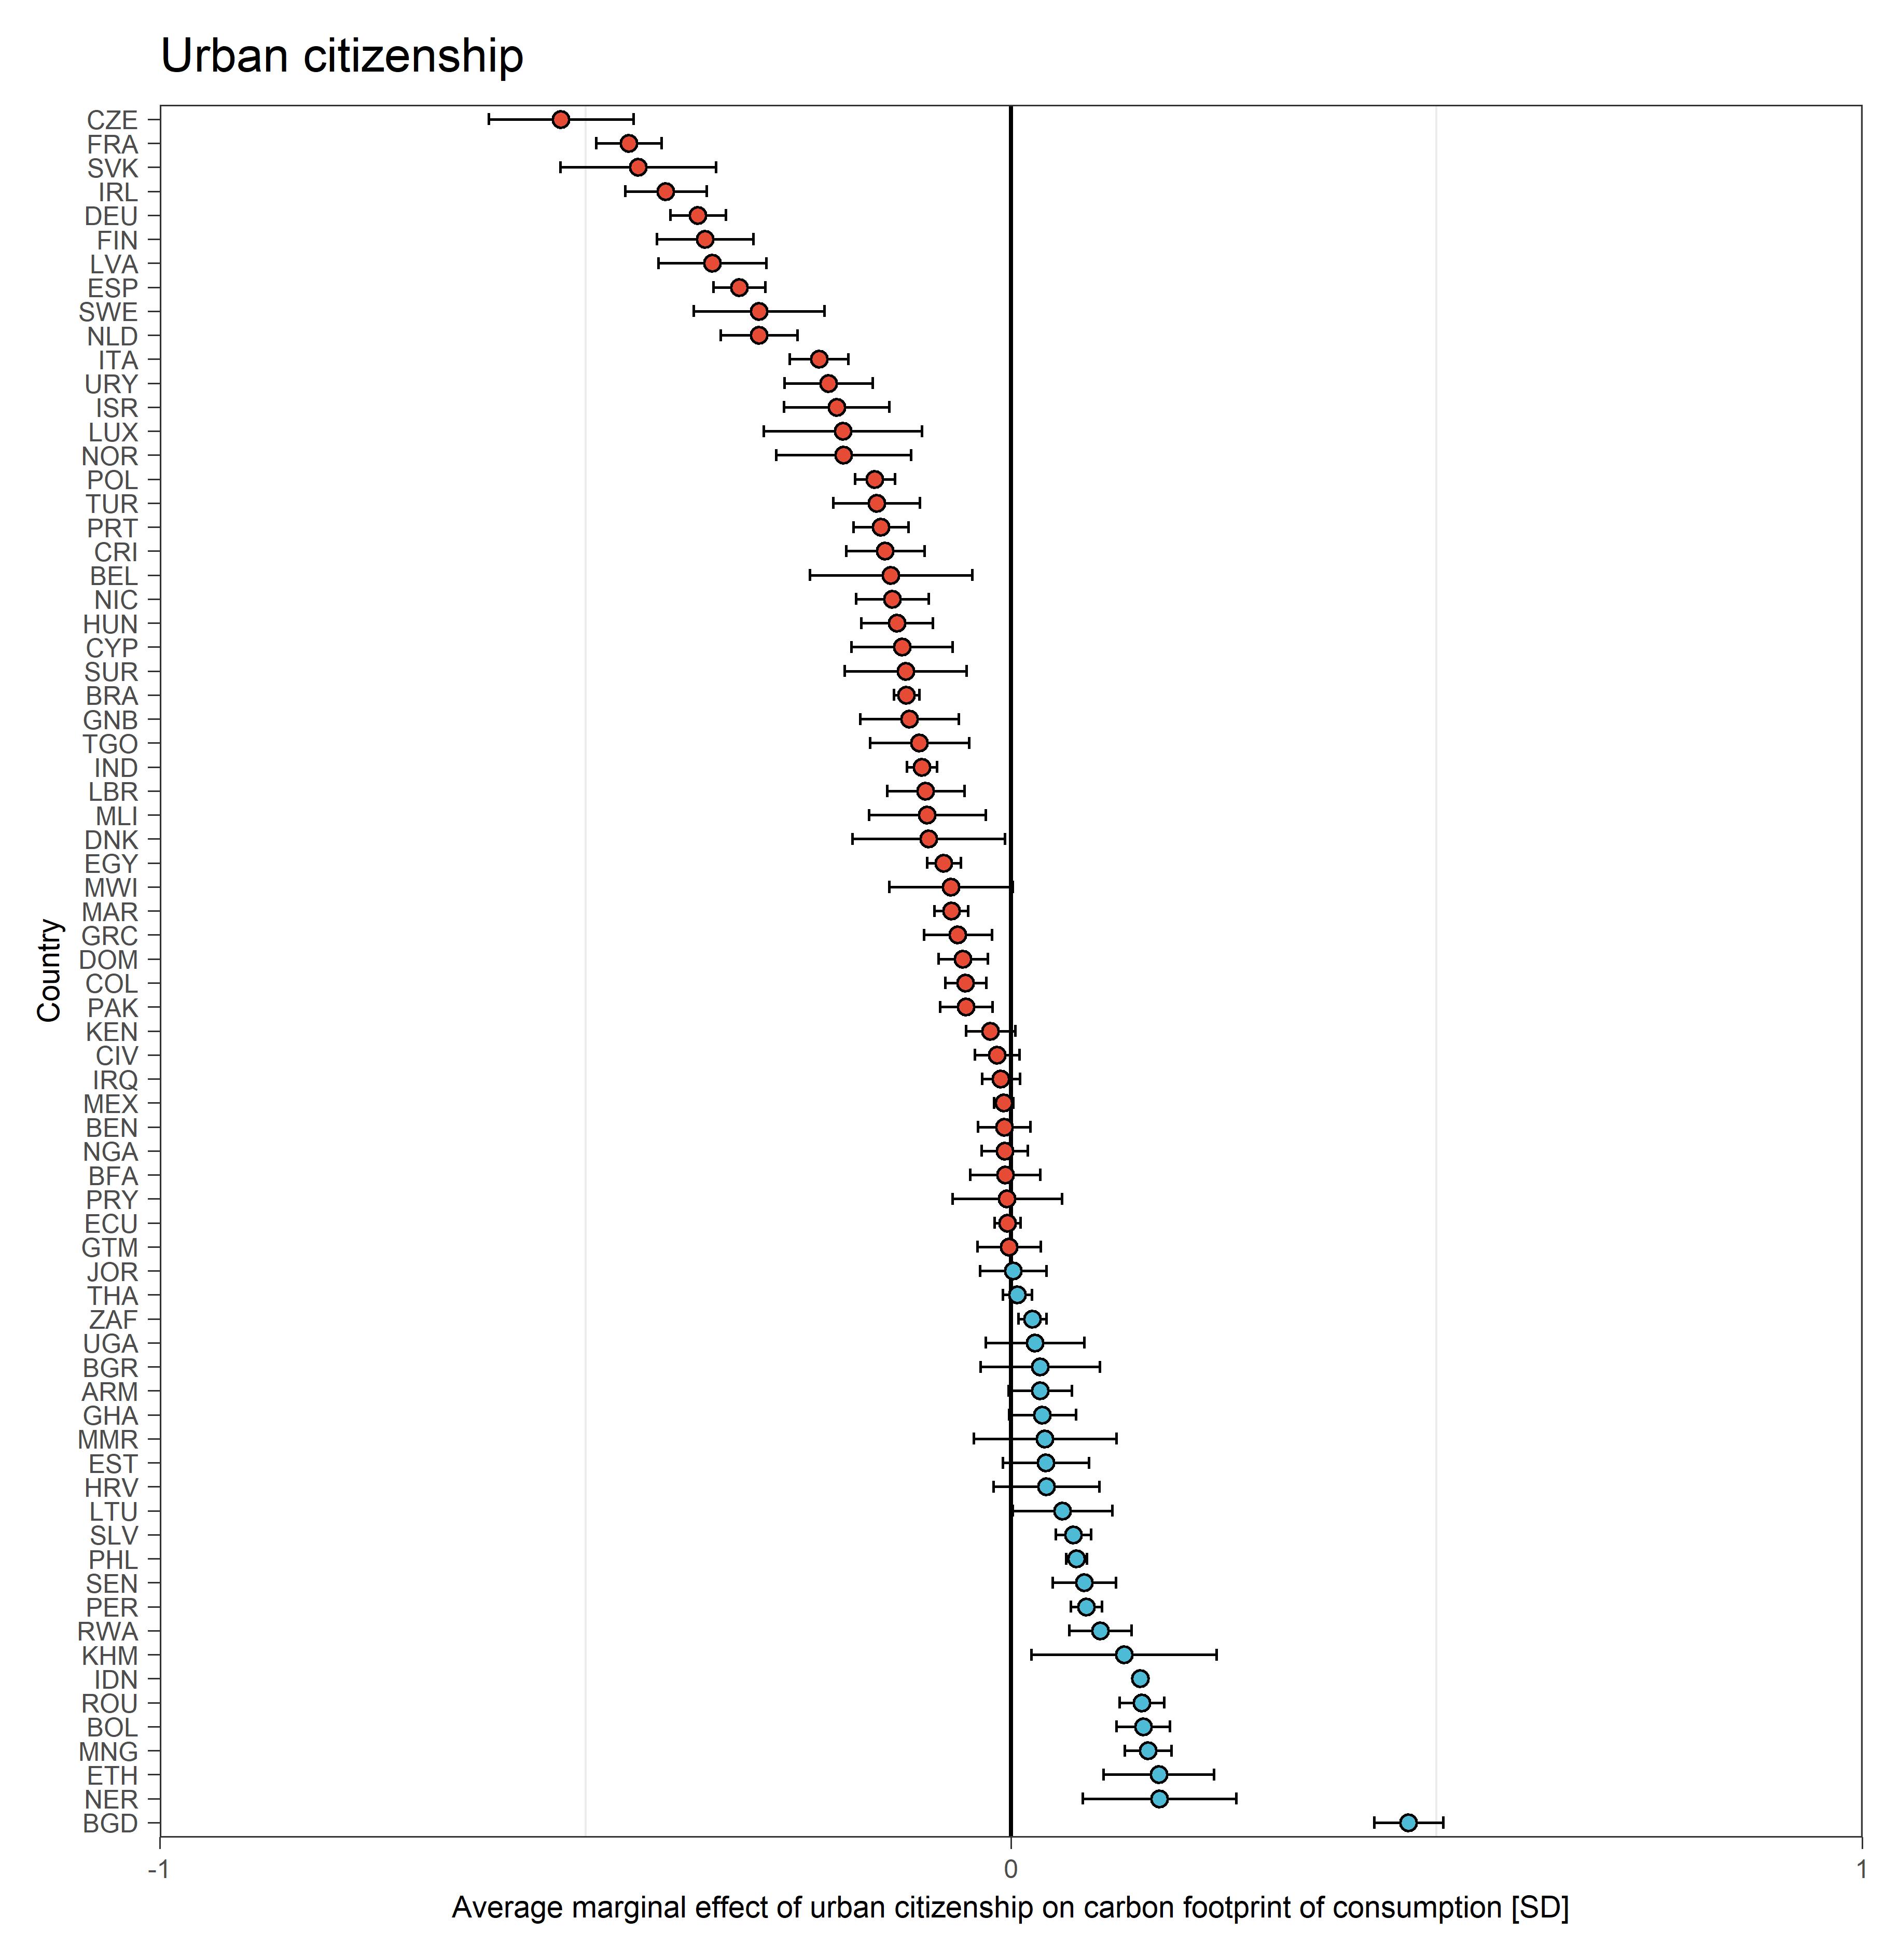 Urban citizenship
CZE
FRA
SVK
IRL
DEU
FIN
LVA
ESP
SWE
NLD
ITA
URY
ISR
LUX
NOR
POL
TUR
PRT
CRI
BEL
NIC
HUN
CYP
SUR
BRA
GNB
TGO
IND
LBR
MLI
DNK
EGY
MWI
MAR
GRC
DOM
COL
PAK
KEN
CIV
IRQ
MEX
BEN
NGA
BFA
PRY
ECU
GTM
JOR
THA
ZAF
UGA
BGR
ARM
GHA
MMR
EST
HRV
LTU
SLV
PHL
SEN
PER
RWA
KHM
IDN
ROU
BOL
MNG
ETH
NER
BGD
Country
-1 0 1
Average marginal effect of urban citizenship on carbon footprint of consumption [SD]